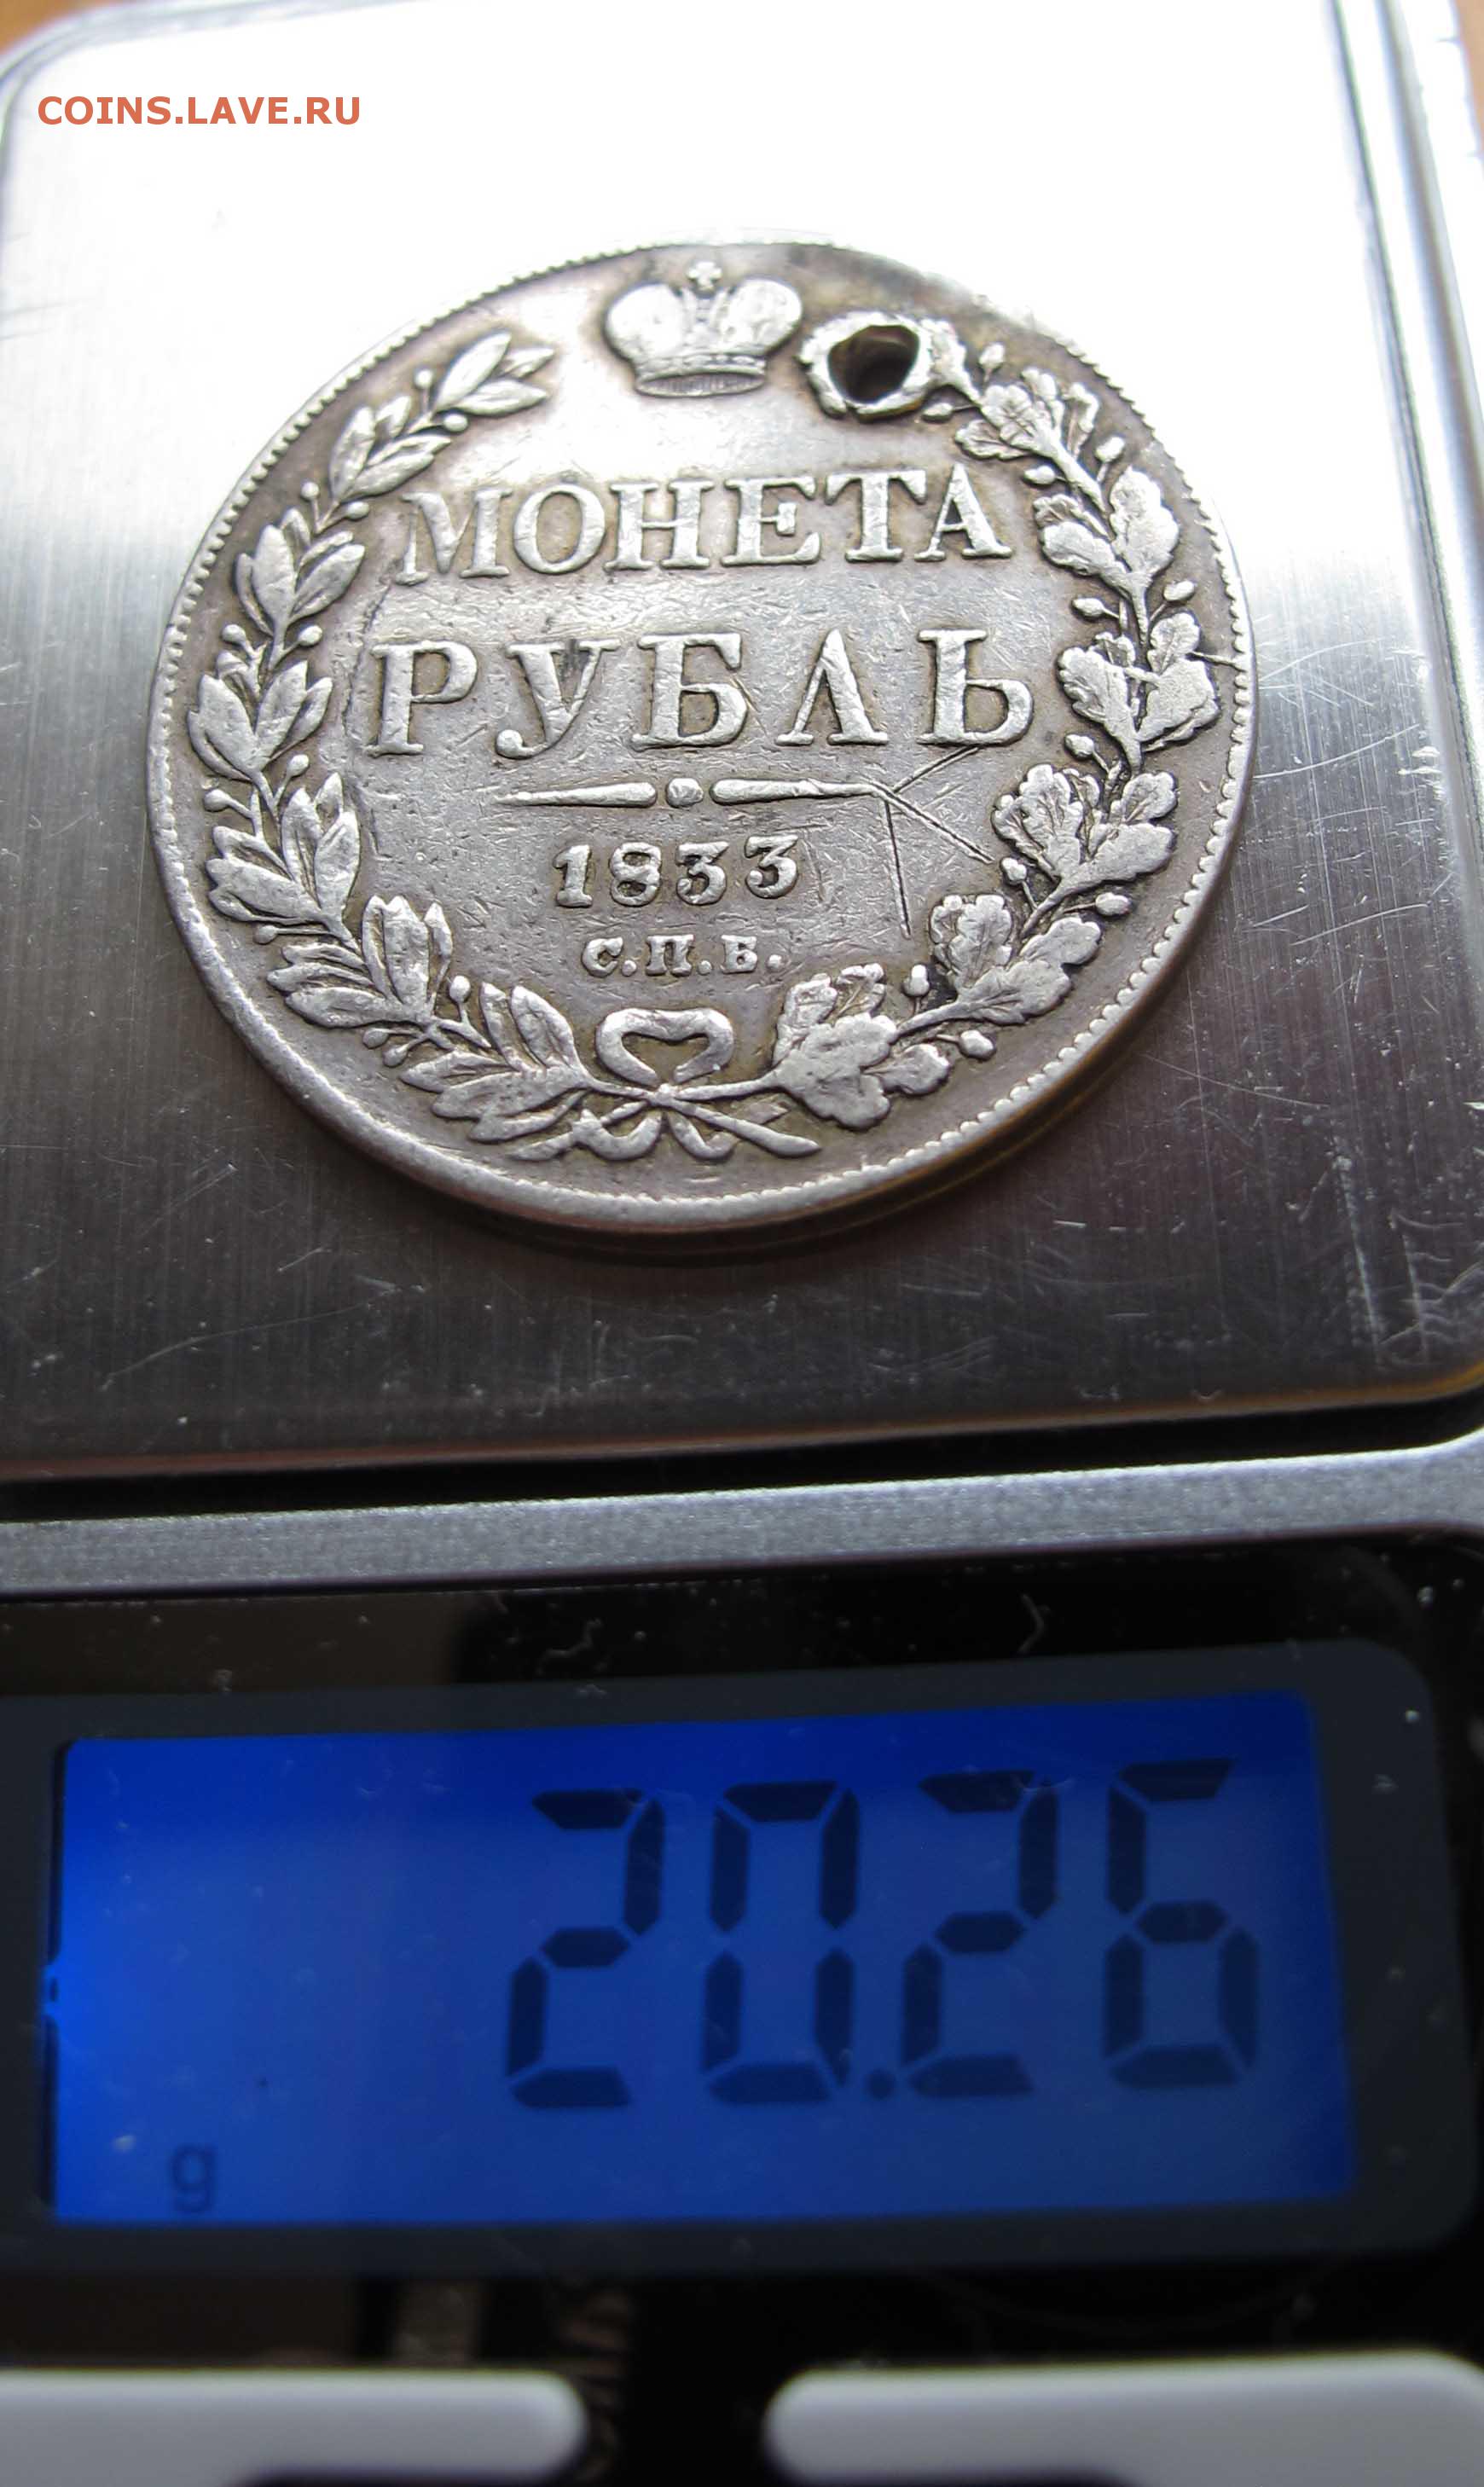 COINS.LAVE.RU
МОНЕТА
РУБЛЬ
1833
С.П.Б.
20.26
g